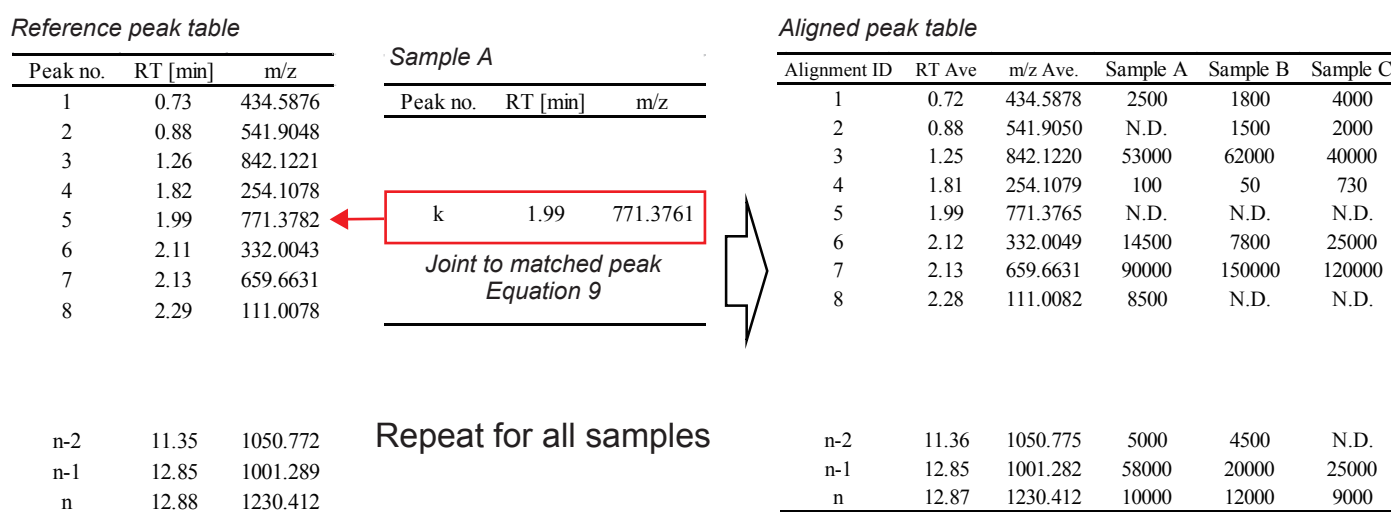 Reference peak table
Peak no. RT [min] m/z
1 0.73 434.5876
2 0.88 541.9048
3 1.26 842.1221
4 1.82 254.1078
5 1.99 771.3782
6 2.11 332.0043
7 2.13 659.6631
8 2.29 111.0078
n-2 11.35 1050.772
n-1 12.85 1001.289
n 12.88 1230.412
Sample A
Peak no. RT [min] m/z
k 1.99 771.3761
Joint to matched peak
Equation 9
Repeat for all samples
Aligned peak table
Alignment ID RT Ave m/z Ave. Sample A Sample B Sample C
1 0.72 434.5878 2500 1800 4000
2 0.88 541.9050 N.D. 1500 2000
3 1.25 842.1220 53000 62000 40000
4 1.81 254.1079 100 50 730
5 1.99 771.3765 N.D. N.D. N.D.
6 2.12 332.0049 14500 7800 25000
7 2.13 659.6631 90000 150000 120000
8 2.28 111.0082 8500 N.D. N.D.
n-2 11.36 1050.775 5000 4500 N.D.
n-1 12.85 1001.282 58000 20000 25000
n 12.87 1230.412 10000 12000 9000